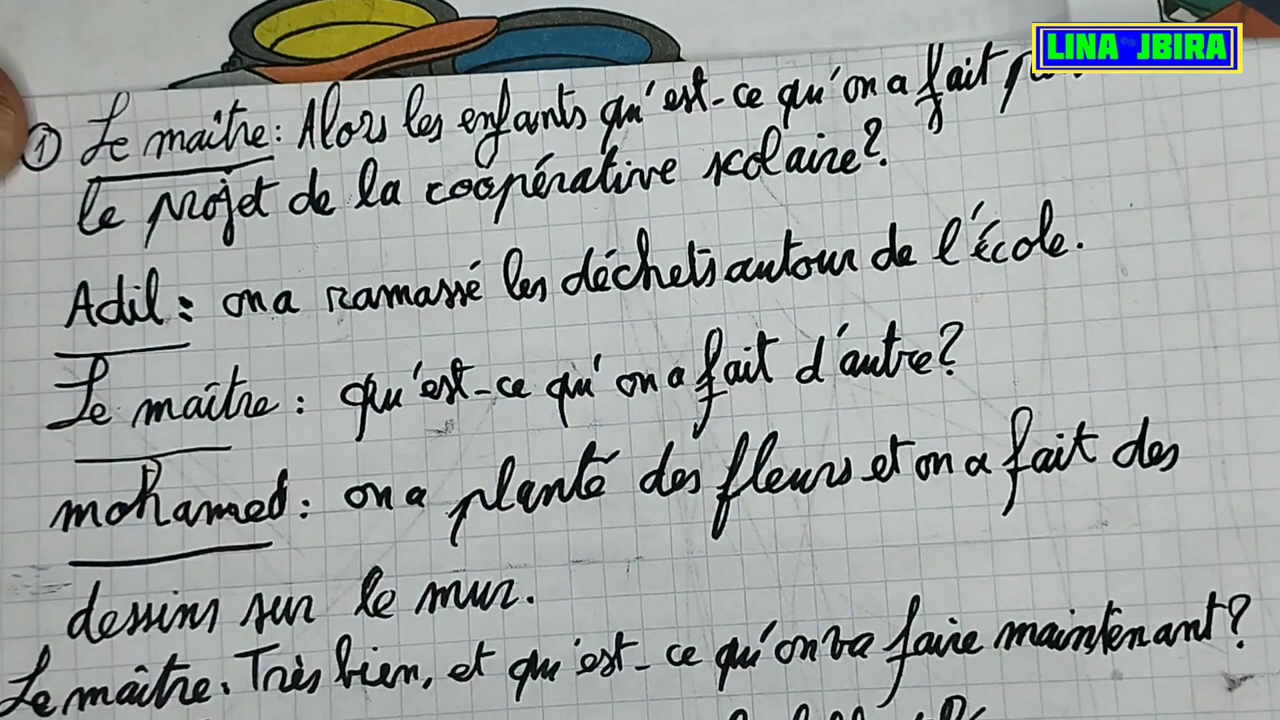 LINA JBIRA
① Le maître: Alors les enfants qu'est-ce qu'on a fait
le projet de la coopérative scolaire?
Adil: on a ramassé les déchets autour de l'école.
Le maître: qu'est-ce qu'on a fait d'autre?
mohamed: on a planté des fleurs et on a fait des
dessins sur le mur.
Le maître. Très bien, et qu'est-ce qu'on va faire maintenant?